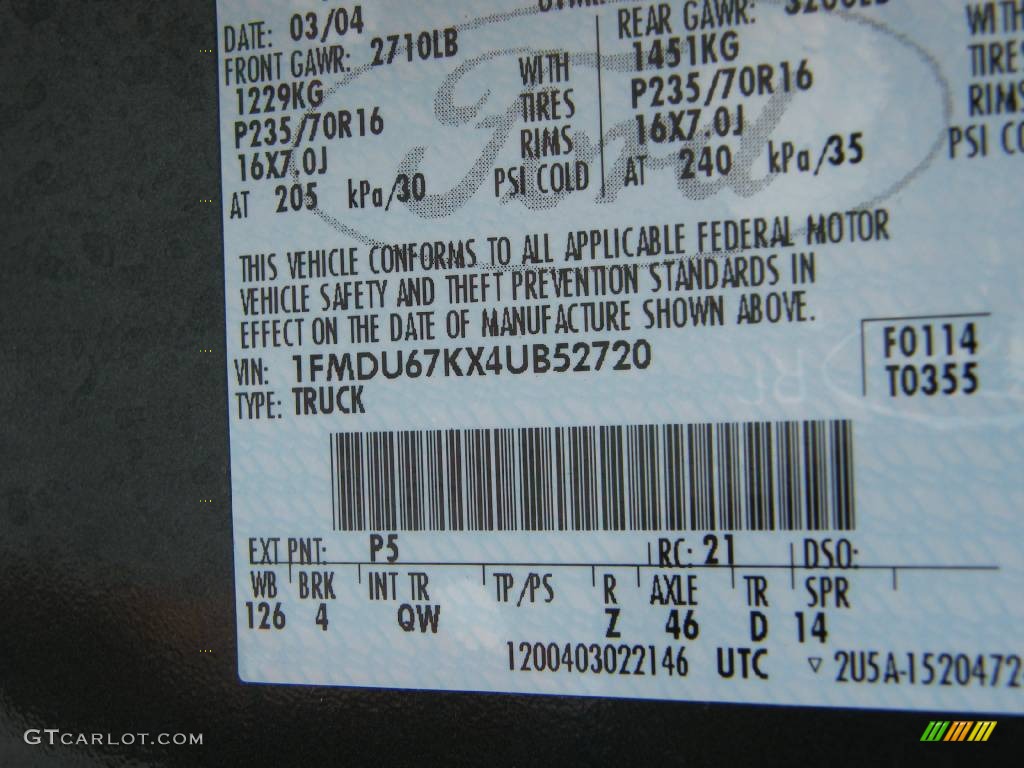 DATE: 03/04
FRONT GAWR: 2710LB
1229KG
P235/70R16
16X7.0J
AT 205 kPa/30
WITH
TIRES
RIMS
PSI COLD
REAR GAWR:
1451KG
P235/70R16
16X7.0J
AT 240 kPa/35
WITH
TIRES
RIMS
PSI
Ford
THIS VEHICLE CONFORMS TO ALL APPLICABLE FEDERAL MOTOR
VEHICLE SAFETY AND THEFT PREVENTION STANDARDS IN
EFFECT ON THE DATE OF MANUFACTURE SHOWN ABOVE.
VIN: 1FMDU67KX4UB52720
TYPE: TRUCK
F0114
T0355
EXT PNT: P5 RC: 21 DSO:
WB BRK INT TR TP/PS R AXLE TR SPR
126 4 QW Z 46 D 14
1200403022146 UTC ▽ 2U5A-1520472
GTCARLOT.COM